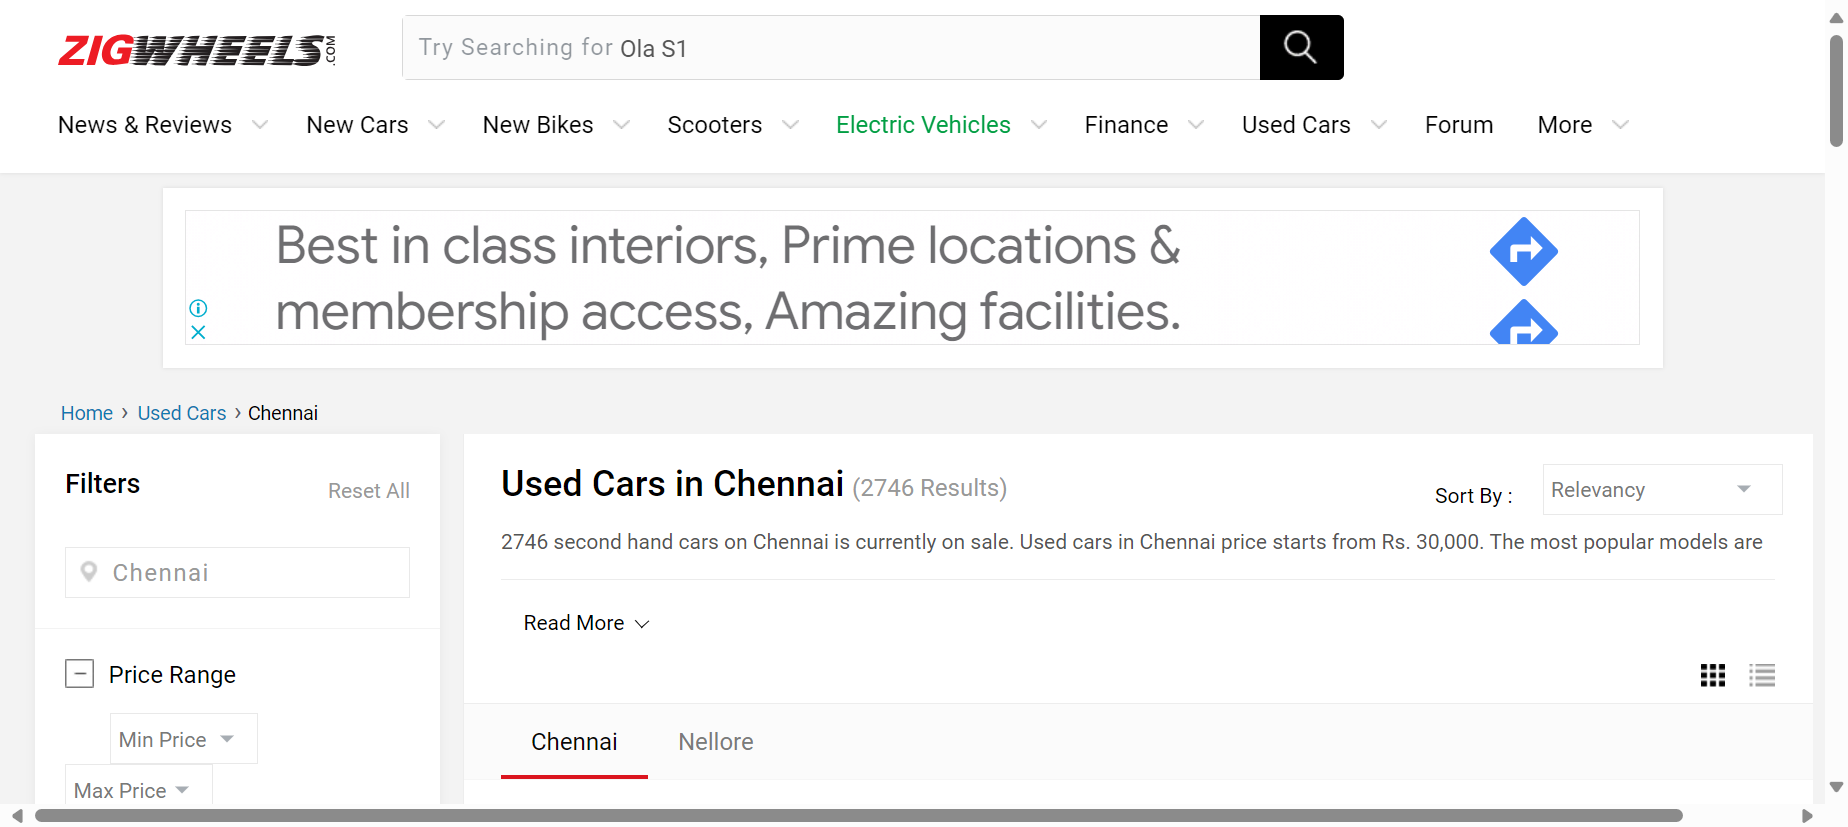 ZIGWHEELS.COM
Try Searching for Ola S1
News & Reviews New Cars New Bikes Scooters Electric Vehicles Finance Used Cars Forum More
Best in class interiors, Prime locations &
membership access, Amazing facilities.
Home › Used Cars › Chennai
Filters
Reset All
Chennai
Price Range
Min Price
Max Price
Used Cars in Chennai (2746 Results)
Sort By :
Relevancy
2746 second hand cars on Chennai is currently on sale. Used cars in Chennai price starts from Rs. 30,000. The most popular models are
Read More
Chennai Nellore